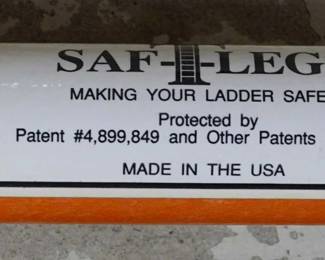 SAF-T-LEG
MAKING YOUR LADDER SAFE
Protected by
Patent #4,899,849 and Other Patents
MADE IN THE USA